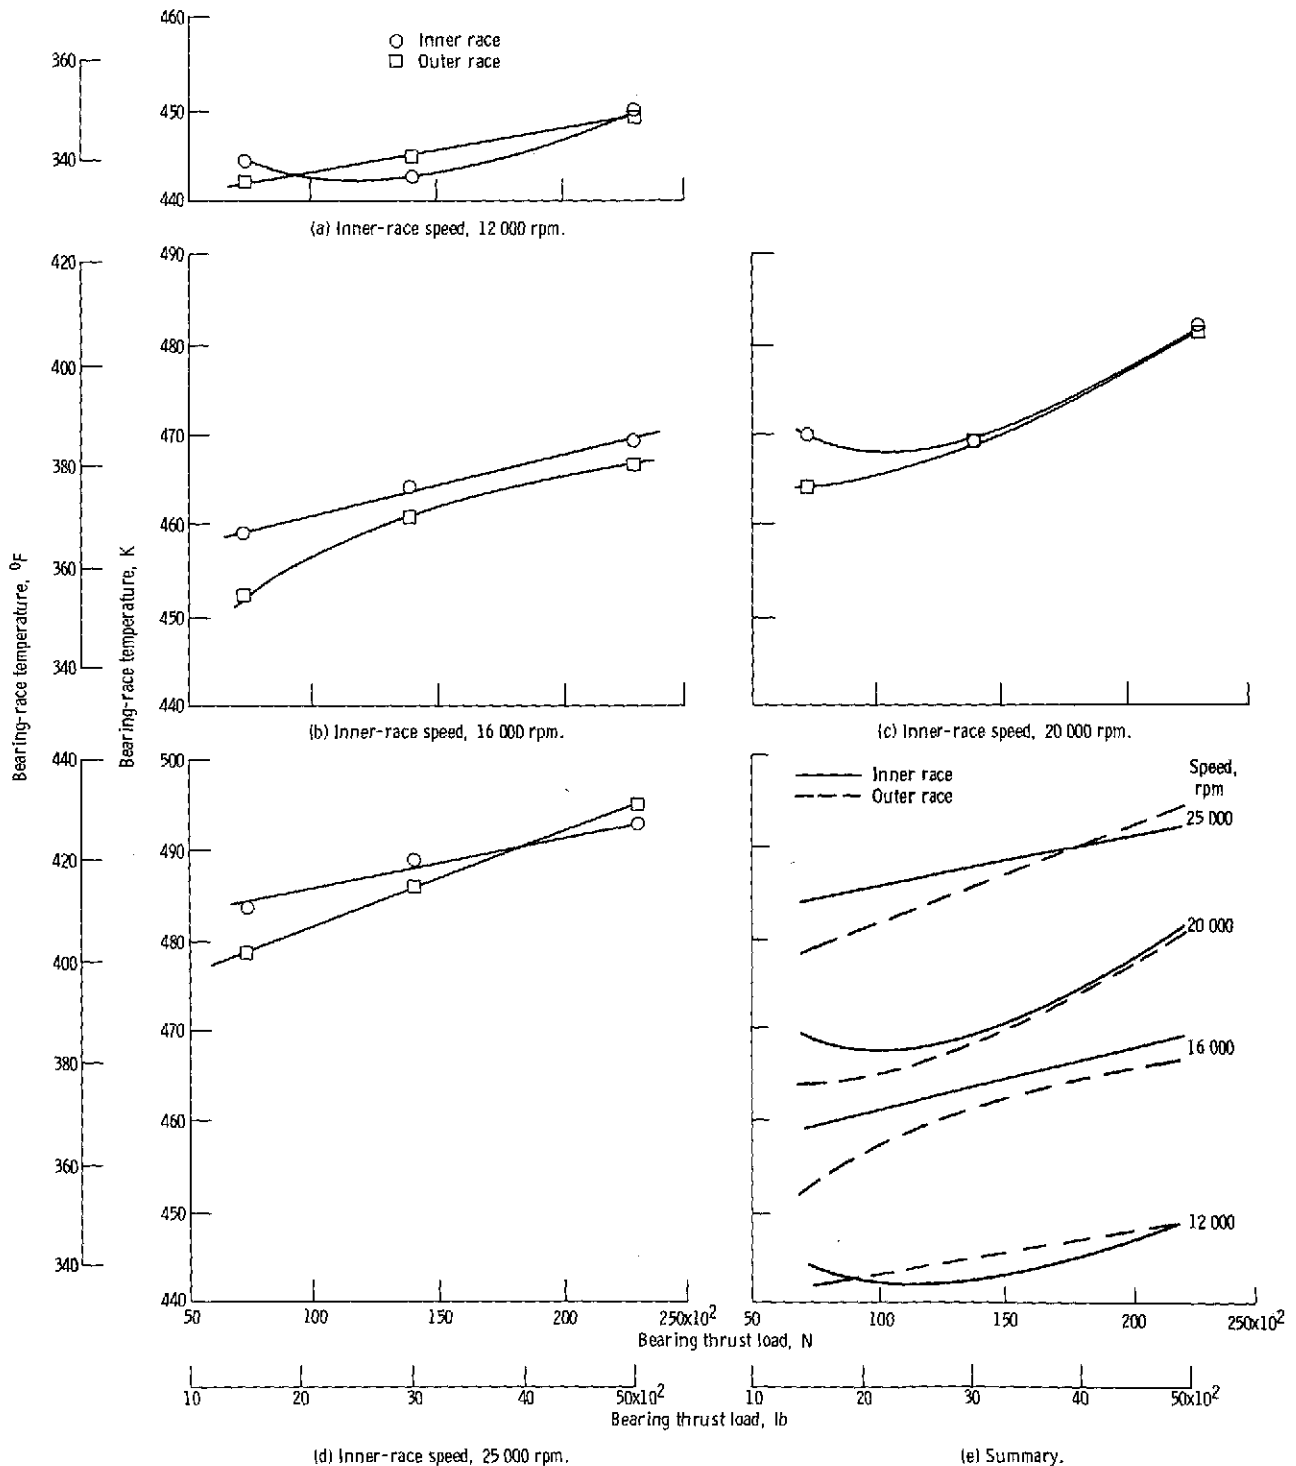 460
450
440
360
340
Inner race
Outer race
(a) Inner-race speed, 12 000 rpm.
420
400
380
360
340
490
480
470
460
450
440
(b) Inner-race speed, 16 000 rpm.
(c) Inner-race speed, 20 000 rpm.
Bearing-race temperature, °F
Bearing-race temperature, K
440
420
400
380
360
340
500
490
480
470
460
450
440
50
100
150
200
250x10²
10
20
30
40
50x10²
(d) Inner-race speed, 25 000 rpm.
Inner race
Outer race
Speed,
rpm
25 000
20 000
16 000
12 000
50
100
150
200
250x10²
Bearing thrust load, N
10
20
30
40
50x10²
Bearing thrust load, lb
(e) Summary.